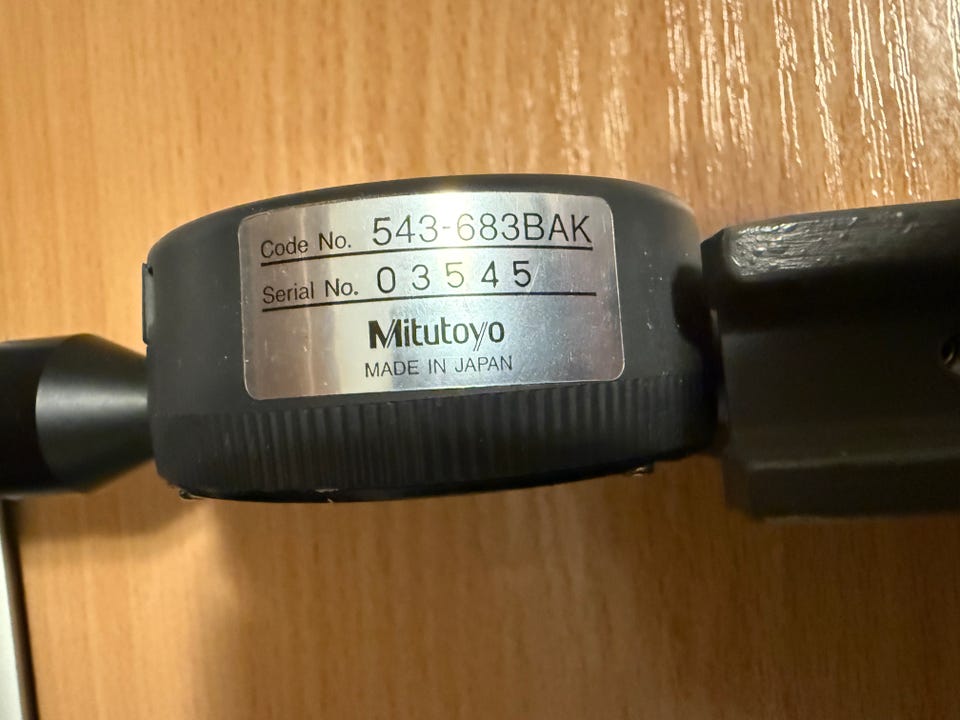 Code No. 543-683BAK
Serial No. 03545
Mitutoyo
MADE IN JAPAN